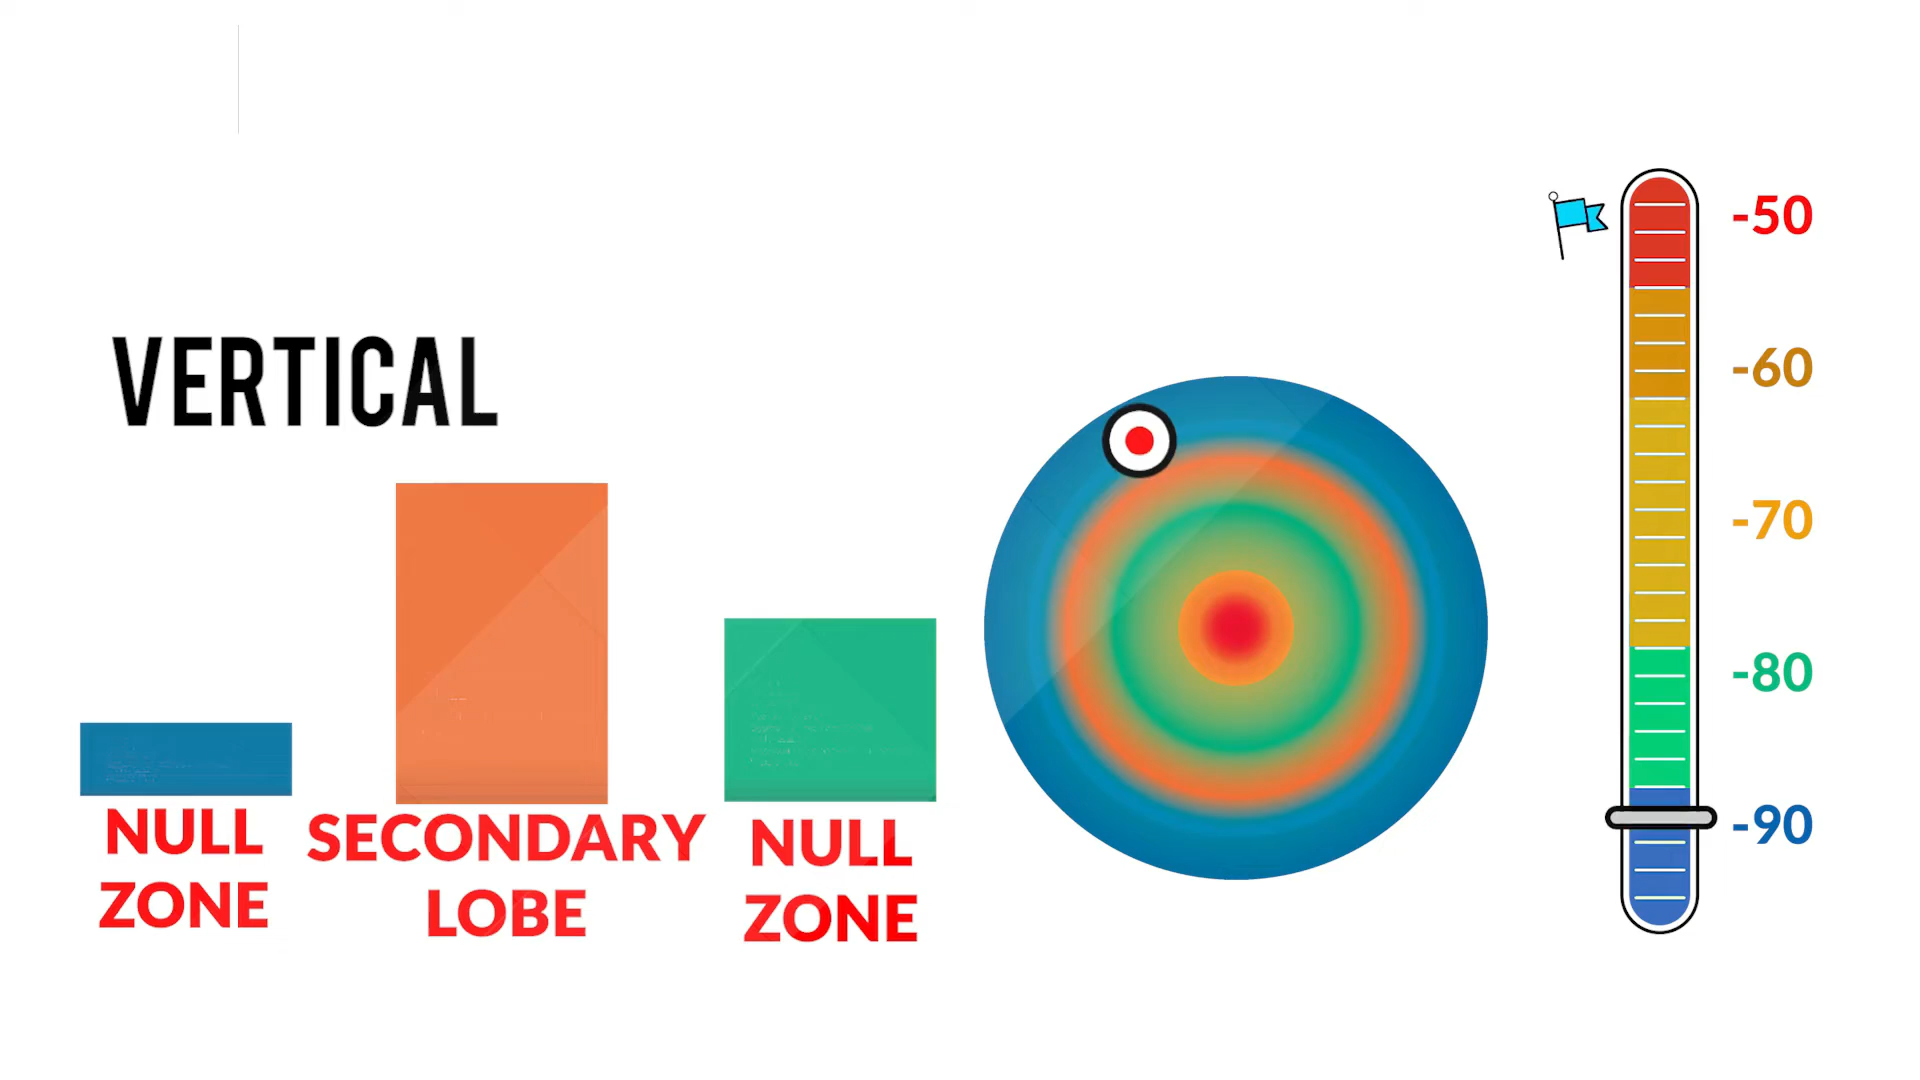 VERTICAL
NULL
ZONE
SECONDARY
LOBE
NULL
ZONE
-50
-60
-70
-80
-90